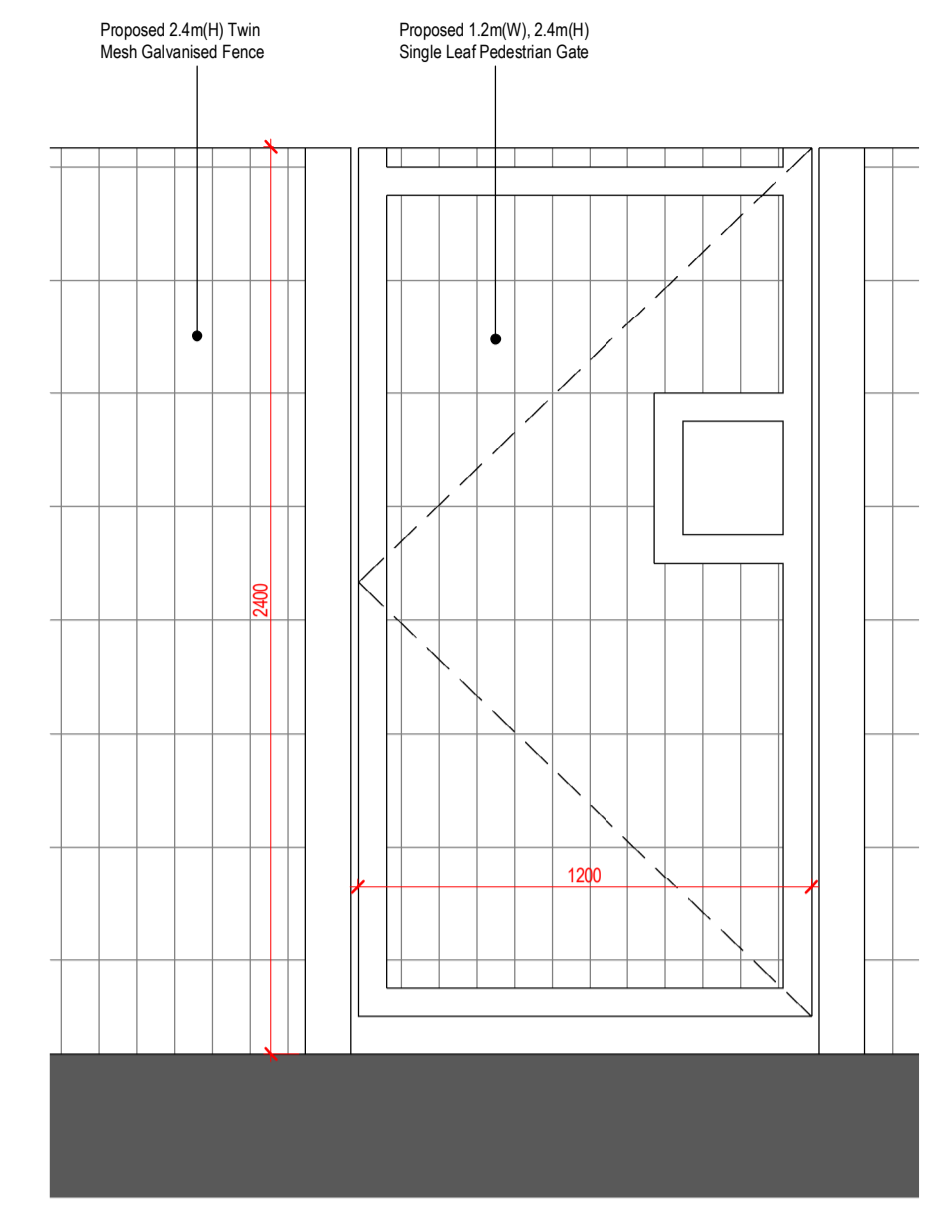 Proposed 2.4m(H) Twin
Mesh Galvanised Fence
Proposed 1.2m(W), 2.4m(H)
Single Leaf Pedestrian Gate
2400
1200